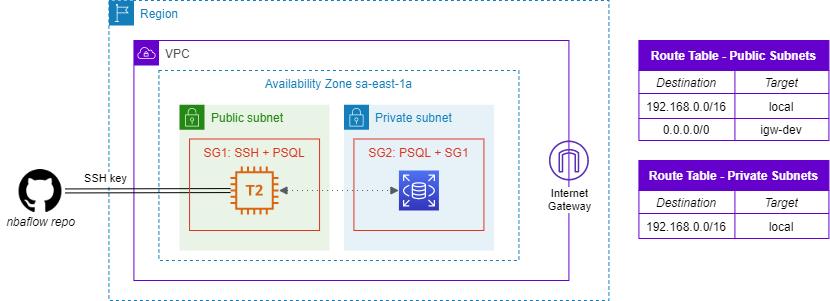 Region
VPC
Availability Zone sa-east-1a
Public subnet
Private subnet
SG1: SSH + PSQL
SG2: PSQL + SG1
SSH key
T2
nbaflow repo
Internet
Gateway
Route Table - Public Subnets
Destination Target
192.168.0.0/16 local
0.0.0.0/0 igw-dev
Route Table - Private Subnets
Destination Target
192.168.0.0/16 local